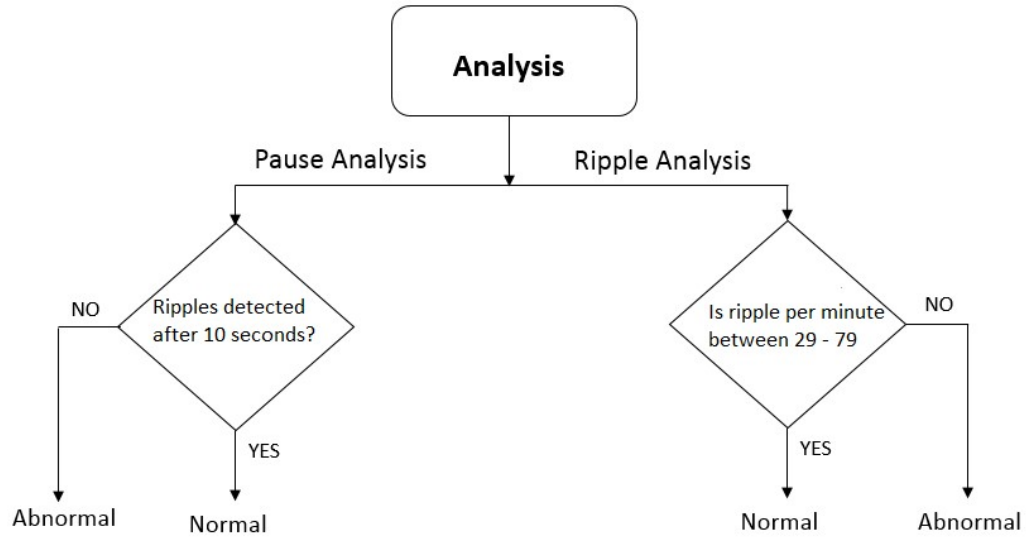 Analysis
Pause Analysis
Ripple Analysis
NO
Ripples detected
after 10 seconds?
YES
Abnormal
Normal
Is ripple per minute
between 29 - 79
NO
YES
Normal
Abnormal